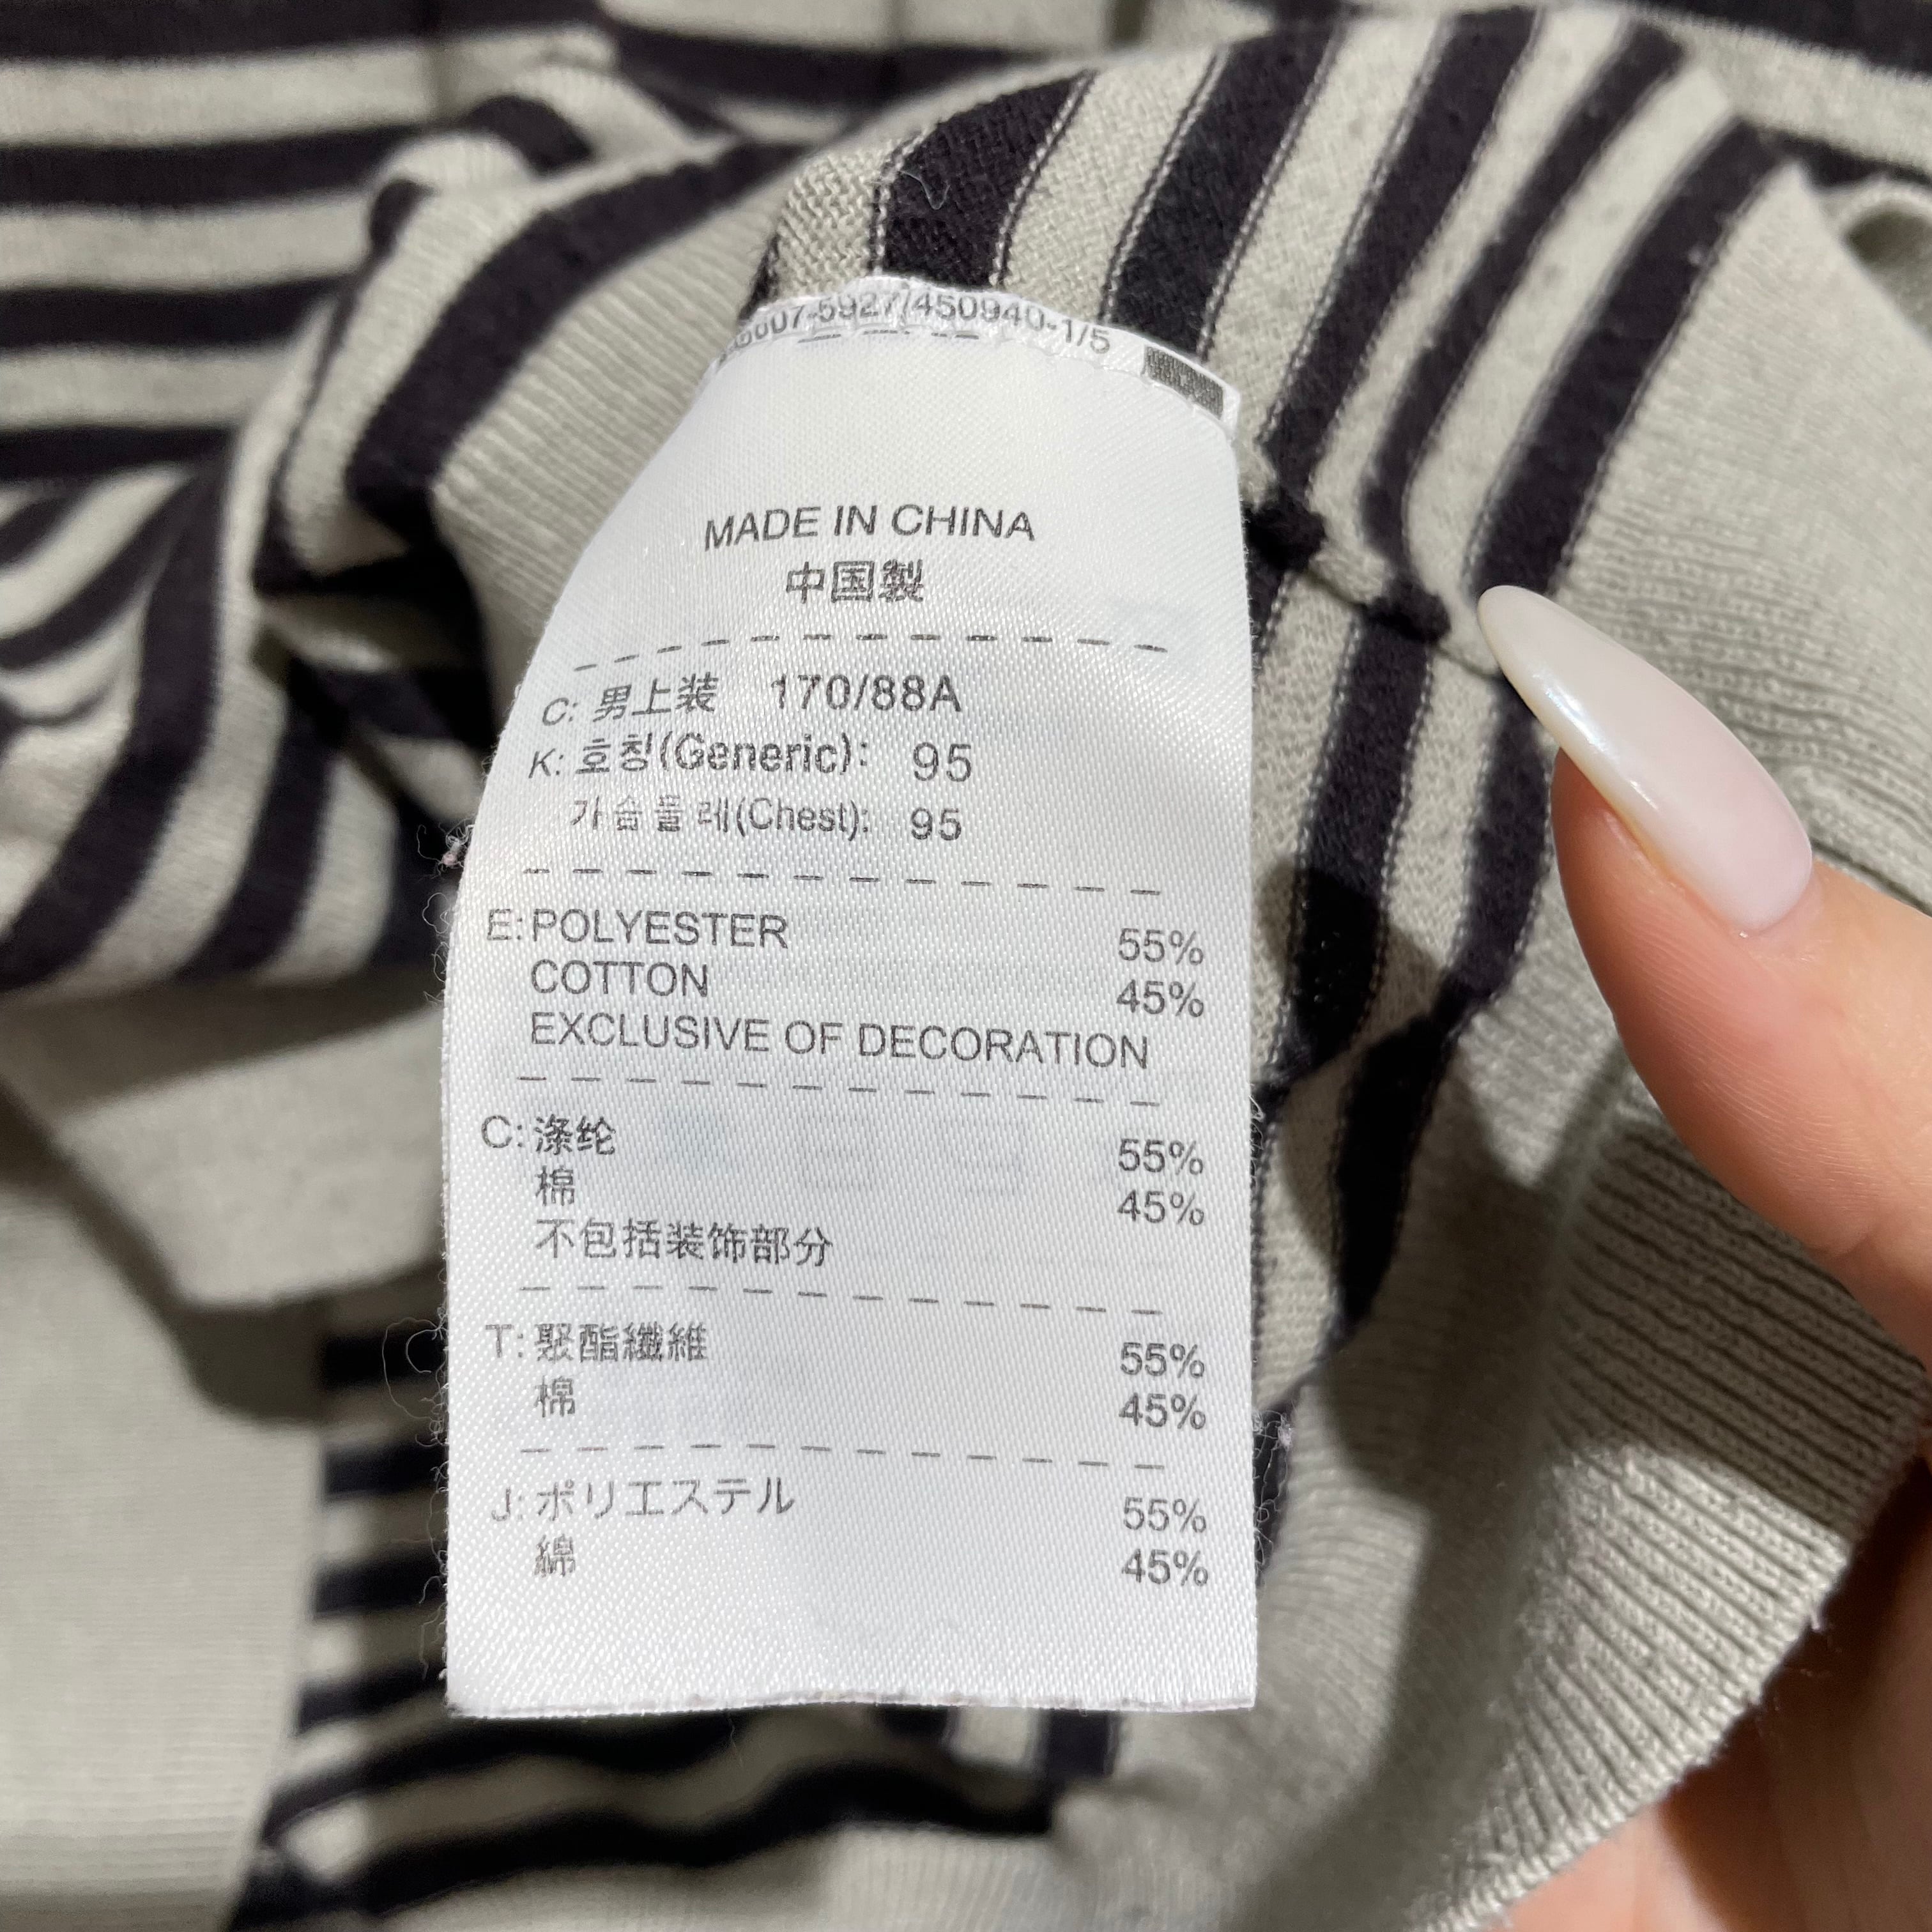 5927/450940-1/5
MADE IN CHINA
中国製
C: 男上装 170/88A
K: 호칭(Generic): 95
가슴둘레(Chest): 95
E: POLYESTER 55%
COTTON 45%
EXCLUSIVE OF DECORATION
C: 涤纶 55%
棉 45%
不包括装饰部分
T: 聚酯纖維 55%
棉 45%
J: ポリエステル 55%
綿 45%